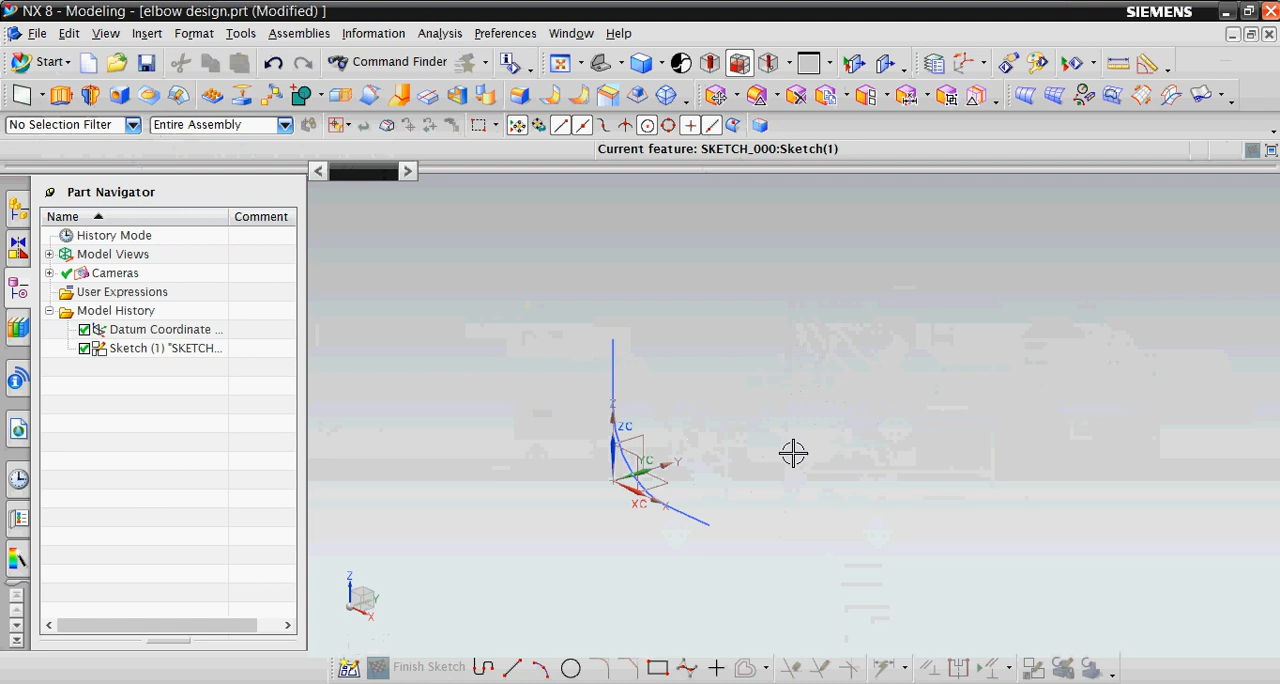 NX 8 - Modeling - [elbow design.prt (Modified) ]
SIEMENS
File Edit View Insert Format Tools Assemblies Information Analysis Preferences Window Help
Start
Command Finder
No Selection Filter
Entire Assembly
Current feature: SKETCH_000:Sketch(1)
Part Navigator
Name Comment
History Mode
Model Views
Cameras
User Expressions
Model History
Datum Coordinate ...
Sketch (1) "SKETCH...
Z
ZC
YC
Y
XC
X
Z
Y
X
Finish Sketch